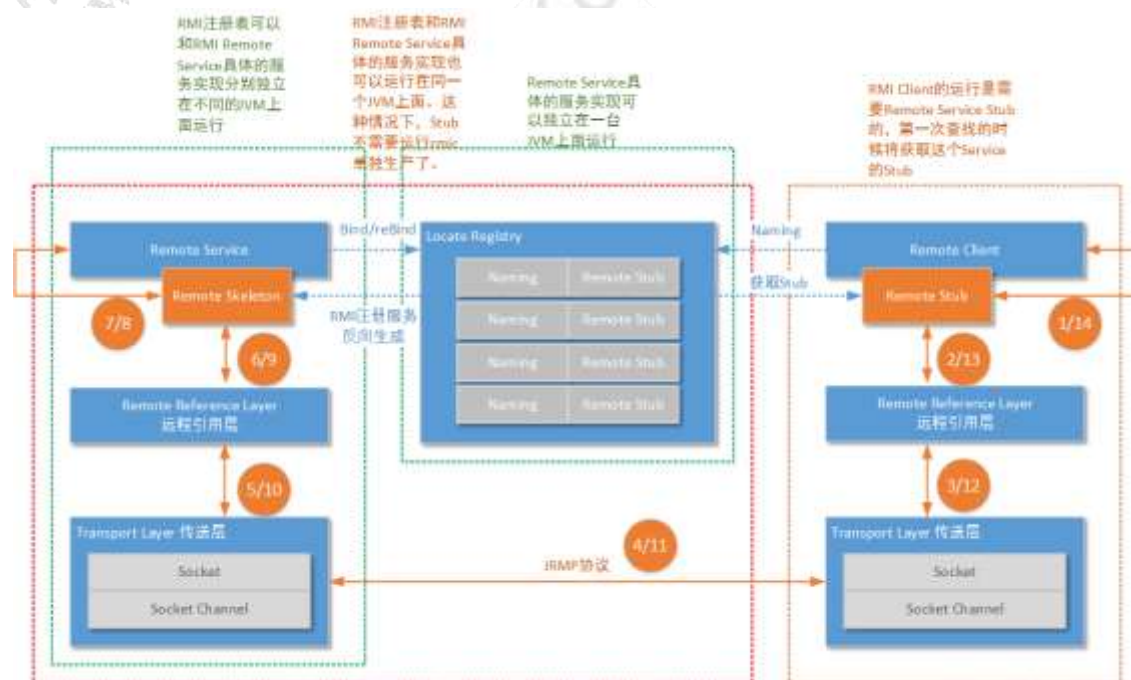 RMI注册表可以
和RMI Remote
Service具体的服
务实现分别独立
在不同的JVM上
面运行
RMI注册表和RMI
Remote Service具
体的服务实现也
可以运行在同一
个JVM上面，这
种情况下，Stub
不需要运行rmic
单独生产了。
Remote Service具
体的服务实现可
以独立在一台
JVM上面运行
RMI Client的运行是需
要Remote Service Stub
的，第一次查找的时
候将获取这个Service
的Stub
Remote Service
Bind/reBind
Locate Registry
Naming
Remote Client
Remote Skeleton
Naming
Remote Stub
获取Stub
Remote Stub
7/8
RMI注册服务
反向生成
Naming
Remote Stub
1/14
6/9
Naming
Remote Stub
2/13
Remote Reference Layer
远程引用层
Naming
Remote Stub
Remote Reference Layer
远程引用层
5/10
3/12
Transport Layer 传送层
4/11
Transport Layer 传送层
Socket
JRMP协议
Socket
Socket Channel
Socket Channel